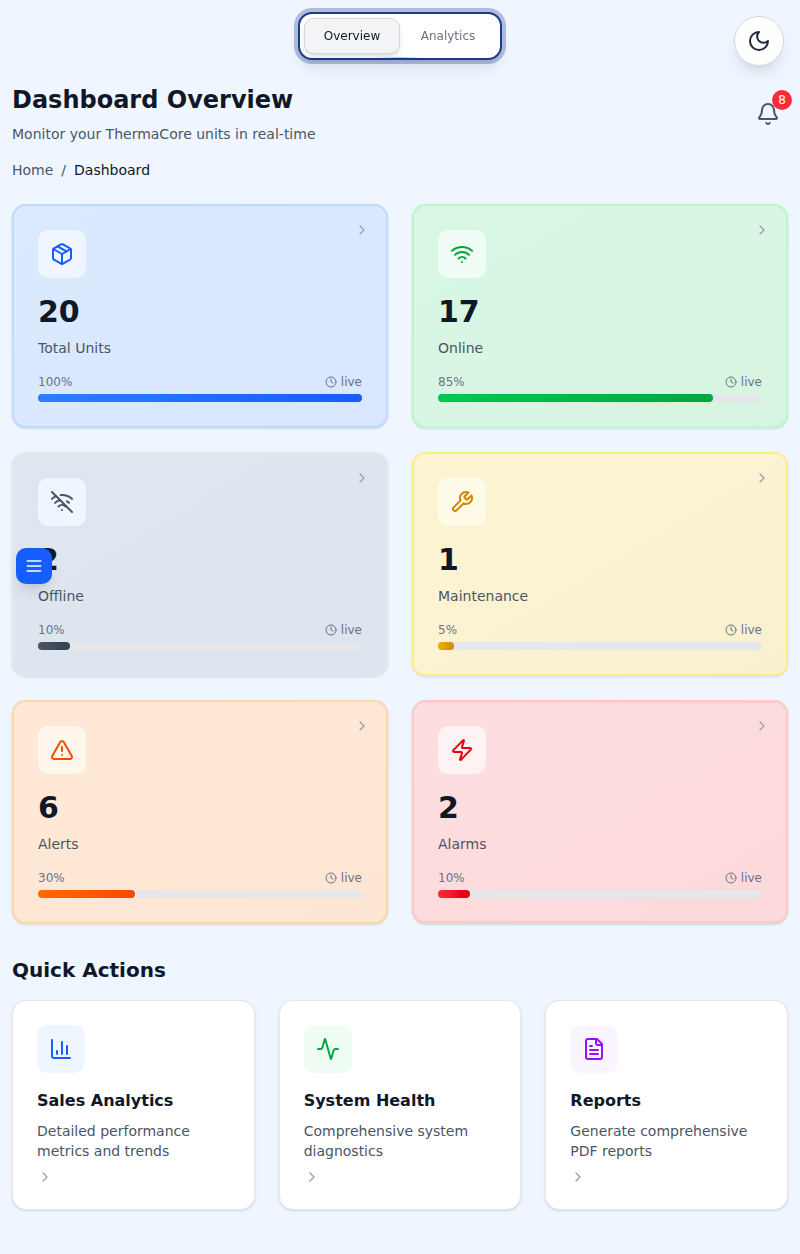 Overview
Analytics
Dashboard Overview
8
Monitor your ThermaCore units in real-time
Home / Dashboard
20
Total Units
100%
live
17
Online
85%
live
2
Offline
10%
live
1
Maintenance
5%
live
6
Alerts
30%
live
2
Alarms
10%
live
Quick Actions
Sales Analytics
Detailed performance
metrics and trends
System Health
Comprehensive system
diagnostics
Reports
Generate comprehensive
PDF reports